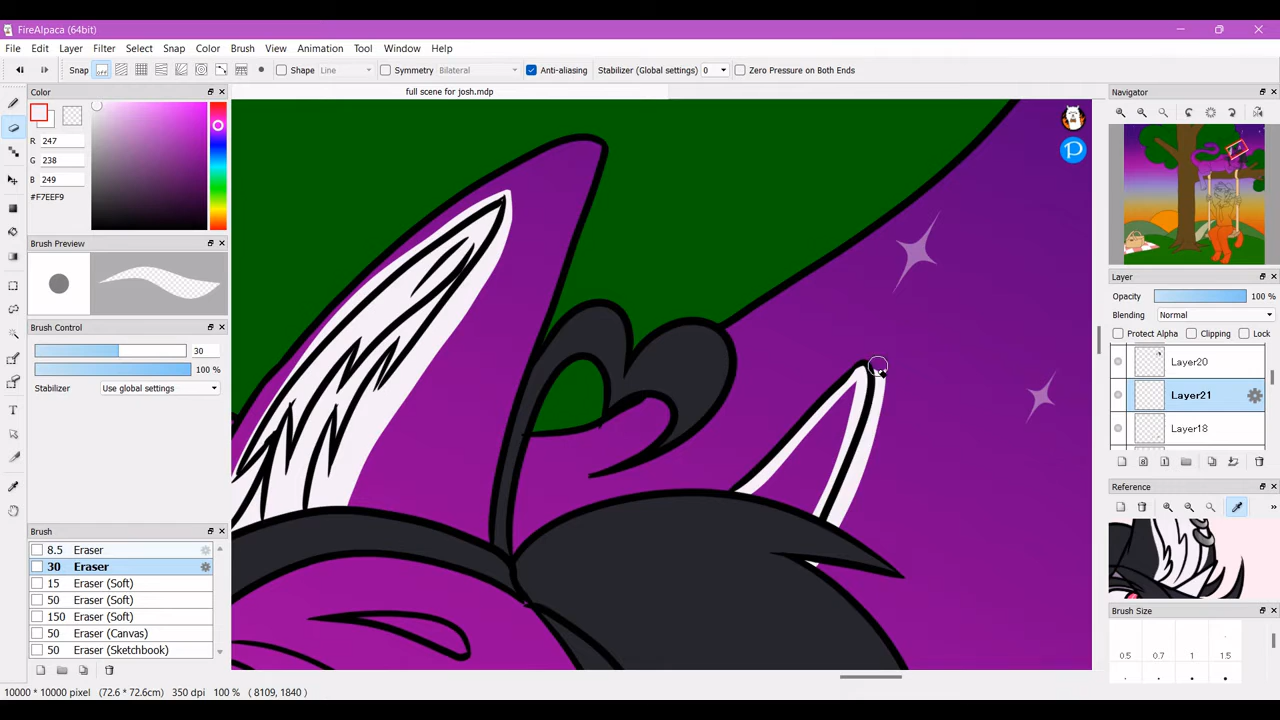 FireAlpaca (64bit)
File Edit Layer Filter Select Snap Color Brush View Animation Tool Window Help
Snap Shape Line Symmetry Bilateral Anti-aliasing Stabilizer (Global settings) 0 Zero Pressure on Both Ends
Color
full scene for josh.mdp
Navigator
R 247
G 238
B 249
#F7EEF9
Brush Preview
Layer
Opacity 100 %
Blending Normal
Brush Control
Protect Alpha Clipping Lock
30
100 %
Layer20
Stabilizer Use global settings
Layer21
Layer18
Reference
Brush
8.5 Eraser
30 Eraser
15 Eraser (Soft)
50 Eraser (Soft)
150 Eraser (Soft)
50 Eraser (Canvas)
50 Eraser (Sketchbook)
Brush Size
0.5 0.7 1 1.5
10000 * 10000 pixel (72.6 * 72.6cm) 350 dpi 100 % ( 8109, 1840 )